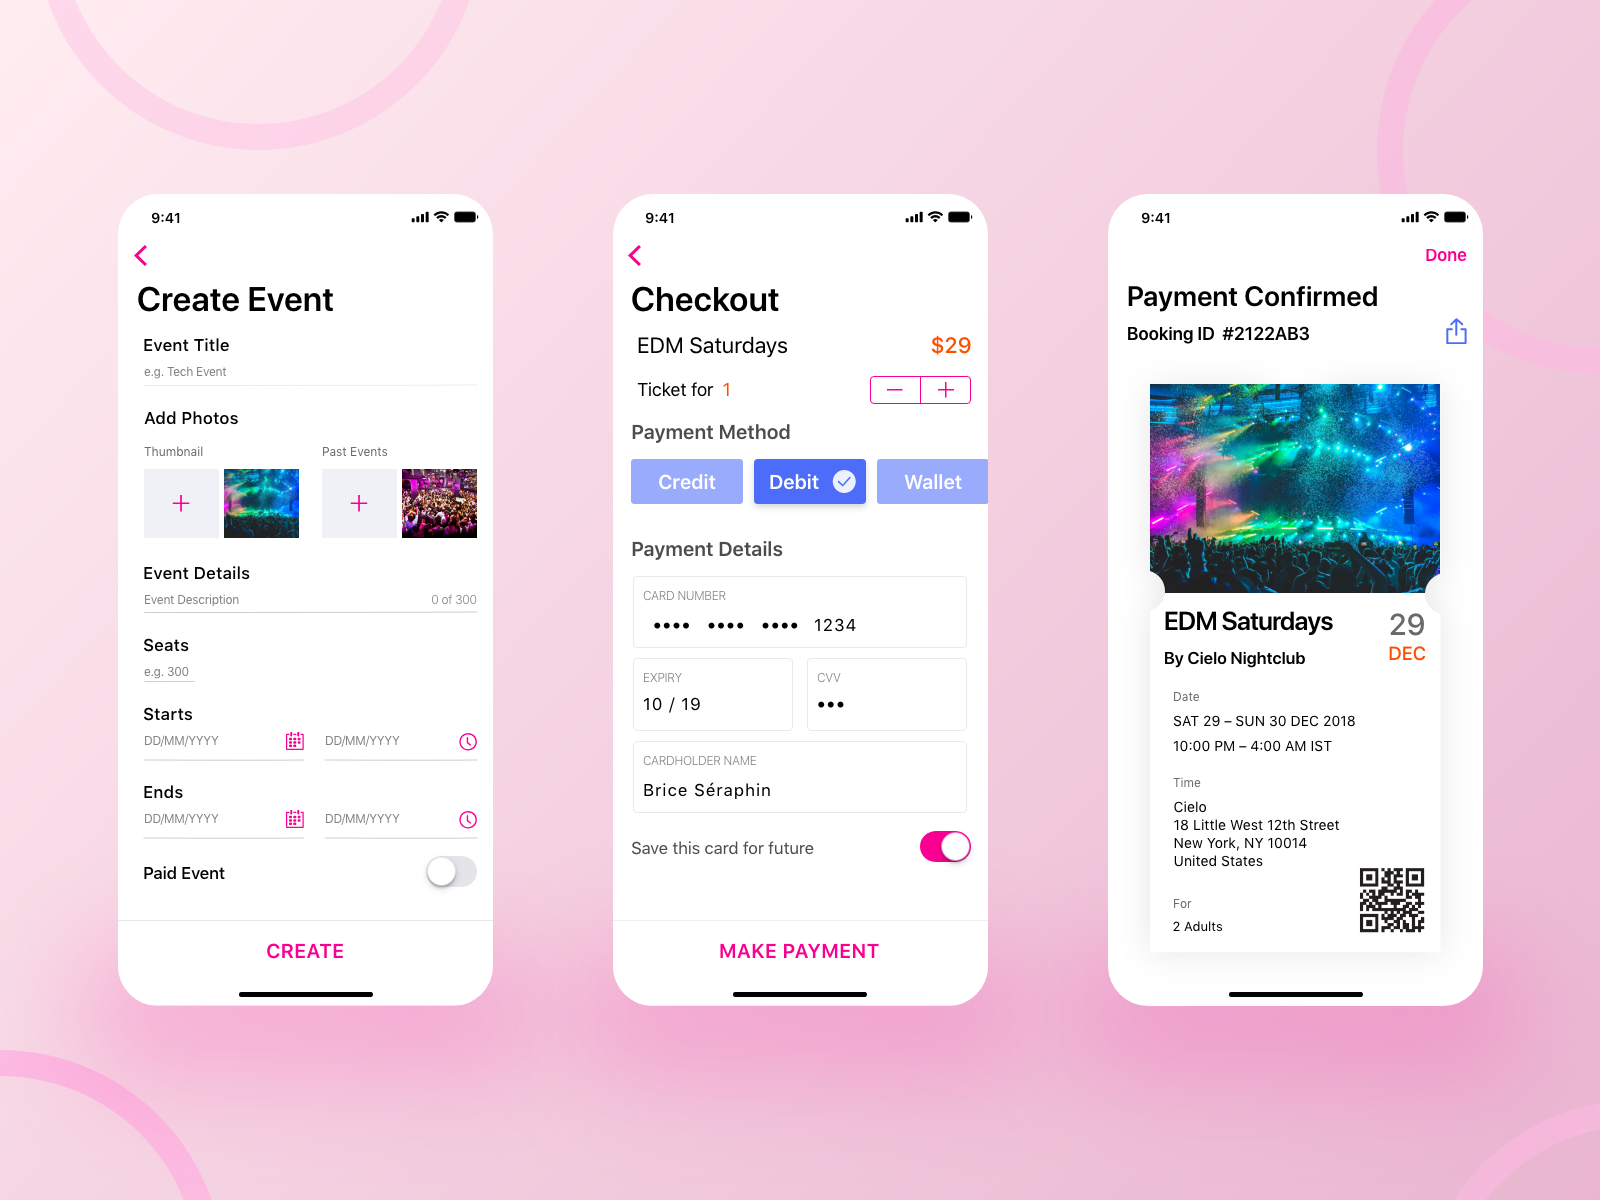 9:41
Create Event
Event Title
e.g. Tech Event
Add Photos
Thumbnail
Past Events
Event Details
Event Description
0 of 300
Seats
e.g. 300
Starts
DD/MM/YYYY
DD/MM/YYYY
Ends
DD/MM/YYYY
DD/MM/YYYY
Paid Event
CREATE
9:41
Checkout
EDM Saturdays
$29
Ticket for 1
Payment Method
Credit
Debit
Wallet
Payment Details
CARD NUMBER
•••• •••• •••• 1234
EXPIRY
10 / 19
CVV
•••
CARDHOLDER NAME
Brice Séraphin
Save this card for future
MAKE PAYMENT
9:41
Done
Payment Confirmed
Booking ID #2122AB3
EDM Saturdays
29
DEC
By Cielo Nightclub
Date
SAT 29 – SUN 30 DEC 2018
10:00 PM – 4:00 AM IST
Time
Cielo
18 Little West 12th Street
New York, NY 10014
United States
For
2 Adults